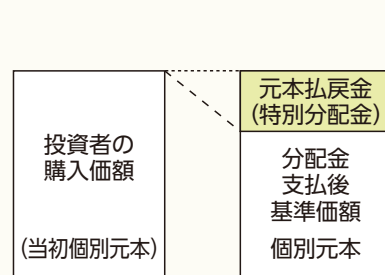 投資者の
購入価額
(当初個別元本)
元本払戻金
(特別分配金)
分配金
支払後
基準価額
個別元本